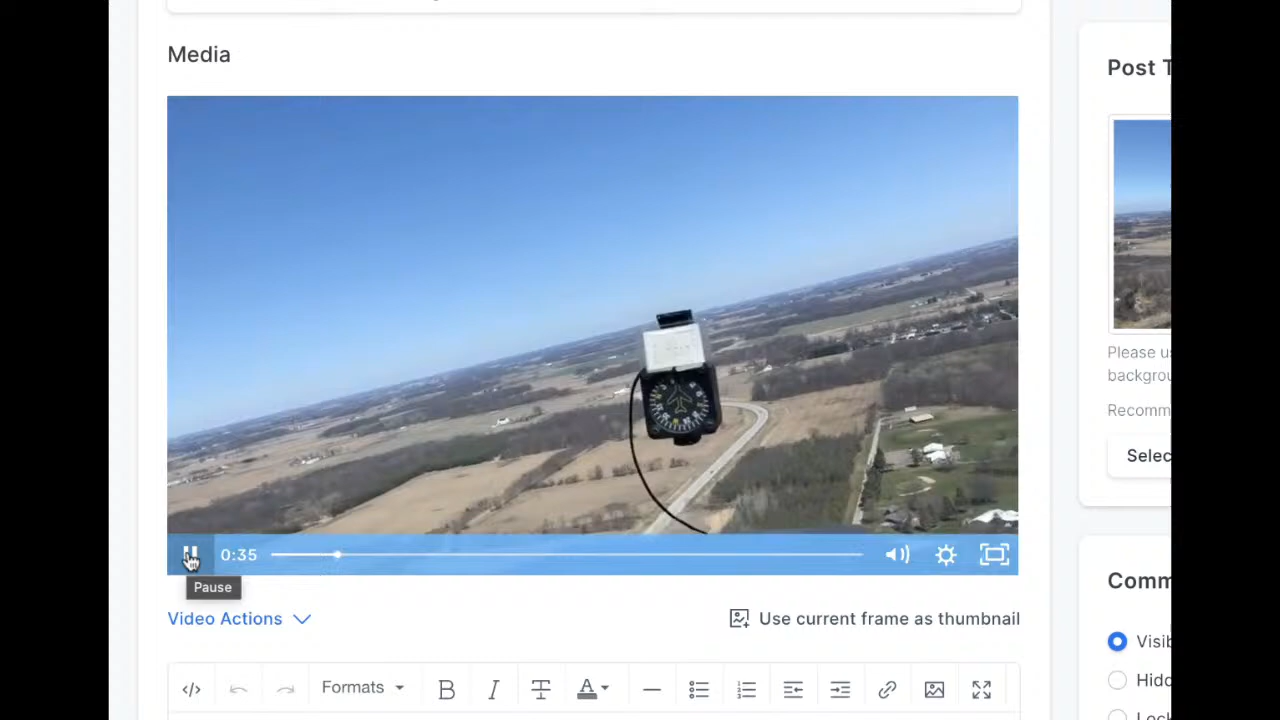 Media
Post T
0:35
Pause
Please u
backgrou
Recomm
Selec
Video Actions
Use current frame as thumbnail
Comm
Visib
Hidd
Formats
B
I
T
A